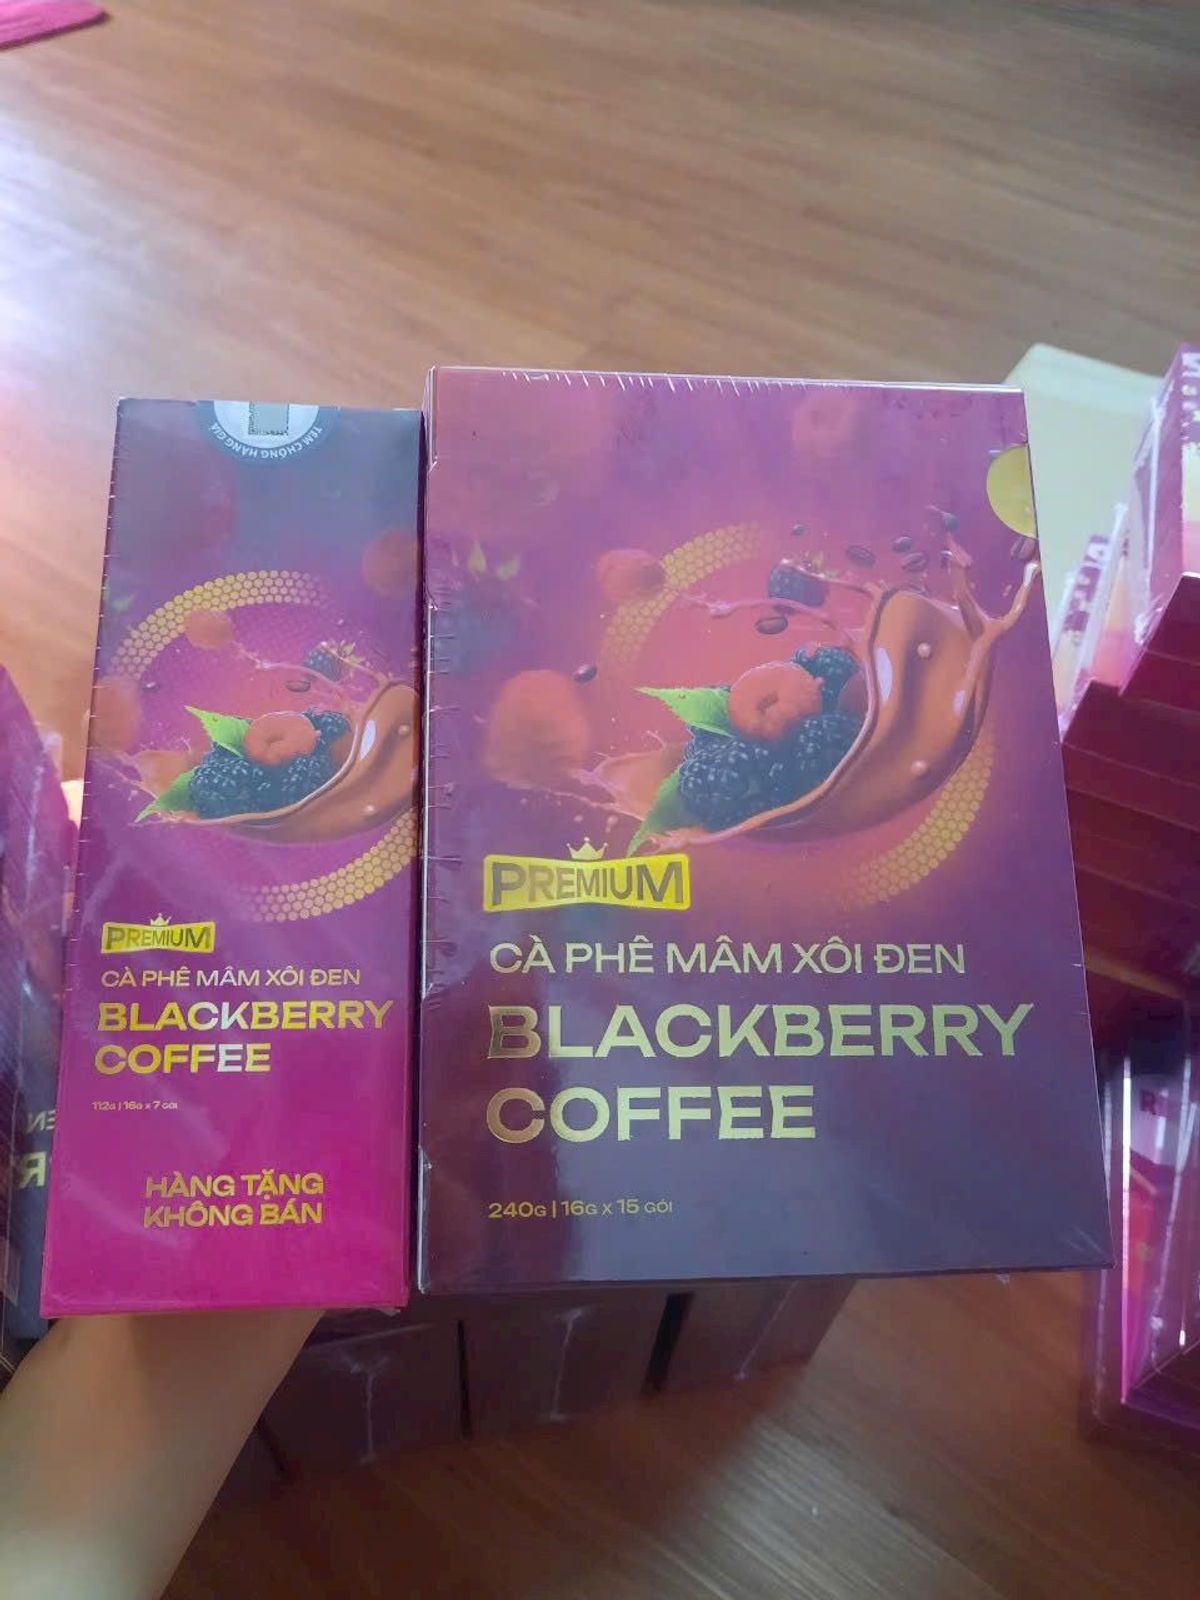 TEM CHỐNG HÀNG GIẢ
PREMIUM
CÀ PHÊ MÂM XÔI ĐEN
BLACKBERRY
COFFEE
112G | 16G x 7 GÓI
HÀNG TẶNG
KHÔNG BÁN
PREMIUM
CÀ PHÊ MÂM XÔI ĐEN
BLACKBERRY
COFFEE
240G | 16G x 15 GÓI